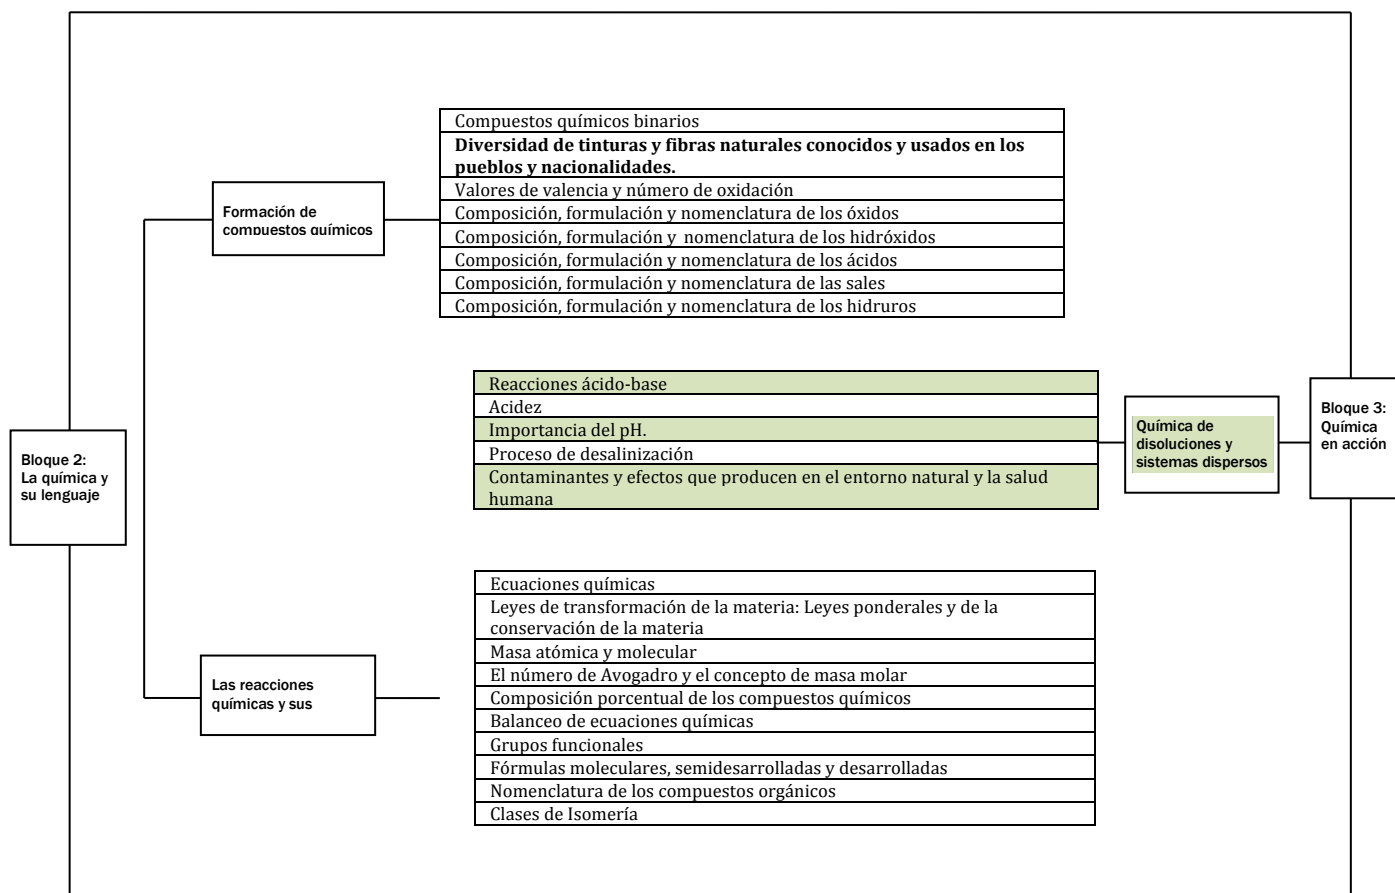 Compuestos químicos binarios
Diversidad de tinturas y fibras naturales conocidos y usados en los
pueblos y nacionalidades.
Valores de valencia y número de oxidación
Composición, formulación y nomenclatura de los óxidos
Composición, formulación y nomenclatura de los hidróxidos
Composición, formulación y nomenclatura de los ácidos
Composición, formulación y nomenclatura de las sales
Composición, formulación y nomenclatura de los hidruros
Formación de
compuestos químicos
Reacciones ácido-base
Acidez
Importancia del pH.
Proceso de desalinización
Contaminantes y efectos que producen en el entorno natural y la salud
humana
Química de
disoluciones y
sistemas dispersos
Bloque 3:
Química
en acción
Bloque 2:
La química y
su lenguaje
Ecuaciones químicas
Leyes de transformación de la materia: Leyes ponderales y de la
conservación de la materia
Masa atómica y molecular
El número de Avogadro y el concepto de masa molar
Composición porcentual de los compuestos químicos
Balanceo de ecuaciones químicas
Grupos funcionales
Fórmulas moleculares, semidesarrolladas y desarrolladas
Nomenclatura de los compuestos orgánicos
Clases de Isomería
Las reacciones
químicas y sus